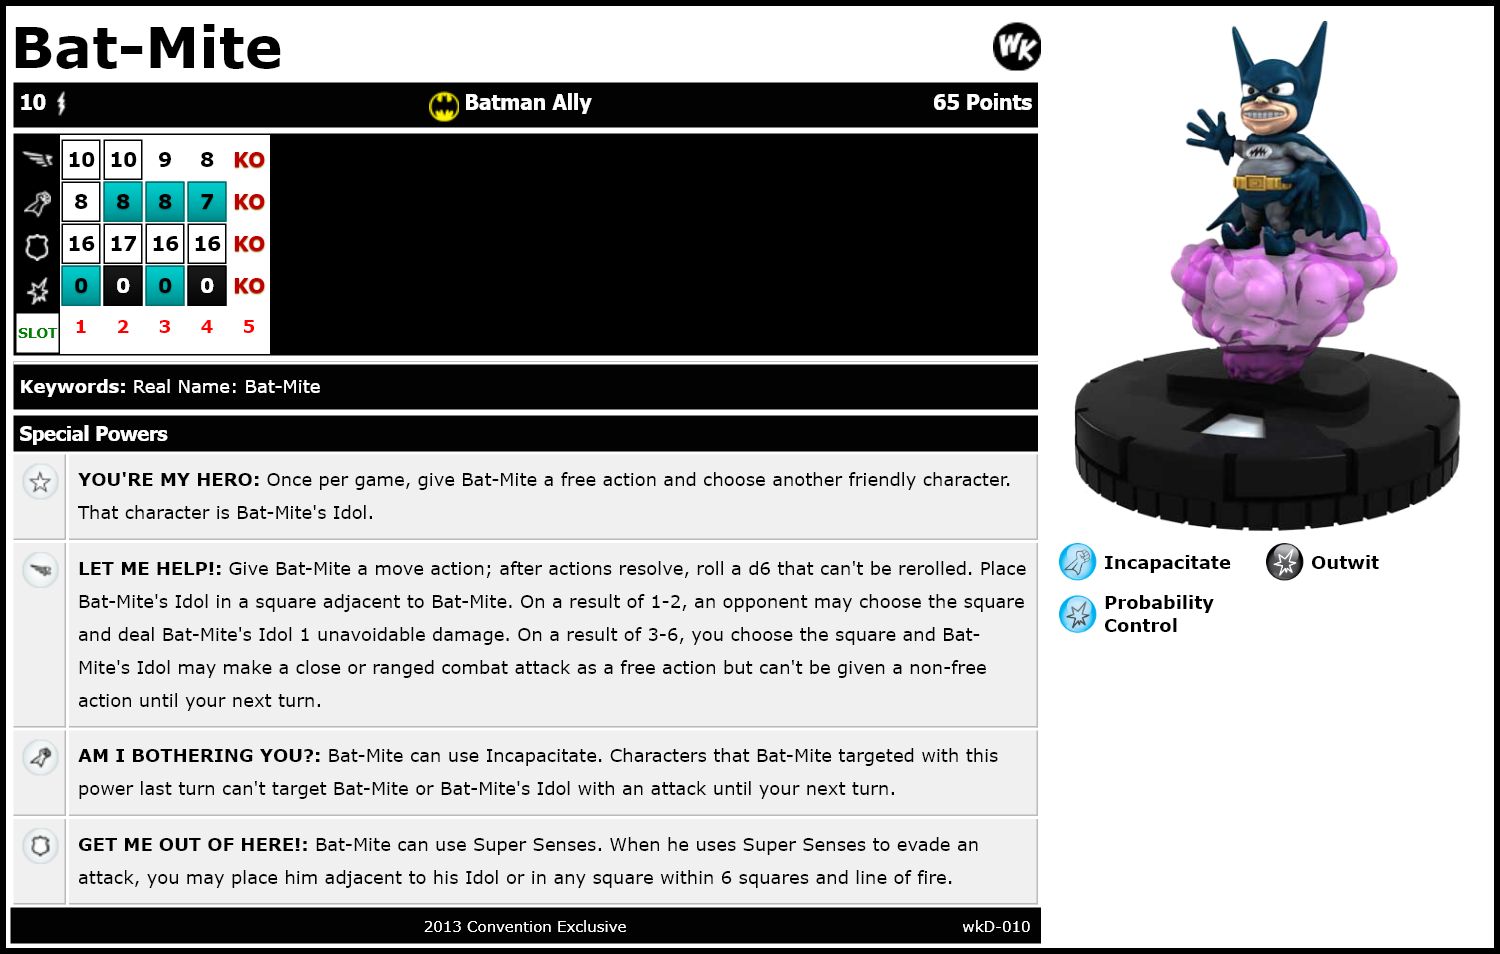 Bat-Mite
WK
10 Batman Ally 65 Points
10 10 9 8 KO
8 8 8 7 KO
16 17 16 16 KO
0 0 0 0 KO
SLOT 1 2 3 4 5
Keywords: Real Name: Bat-Mite
Special Powers
YOU'RE MY HERO: Once per game, give Bat-Mite a free action and choose another friendly character.
That character is Bat-Mite's Idol.
LET ME HELP!: Give Bat-Mite a move action; after actions resolve, roll a d6 that can't be rerolled. Place
Bat-Mite's Idol in a square adjacent to Bat-Mite. On a result of 1-2, an opponent may choose the square
and deal Bat-Mite's Idol 1 unavoidable damage. On a result of 3-6, you choose the square and Bat-
Mite's Idol may make a close or ranged combat attack as a free action but can't be given a non-free
action until your next turn.
AM I BOTHERING YOU?: Bat-Mite can use Incapacitate. Characters that Bat-Mite targeted with this
power last turn can't target Bat-Mite or Bat-Mite's Idol with an attack until your next turn.
GET ME OUT OF HERE!: Bat-Mite can use Super Senses. When he uses Super Senses to evade an
attack, you may place him adjacent to his Idol or in any square within 6 squares and line of fire.
2013 Convention Exclusive wkD-010
Incapacitate Outwit
Probability
Control